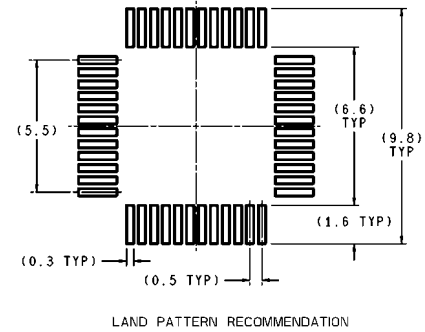 (5.5)
(6.6)
TYP
(9.8)
TYP
(1.6 TYP)
(0.3 TYP)
(0.5 TYP)
LAND PATTERN RECOMMENDATION